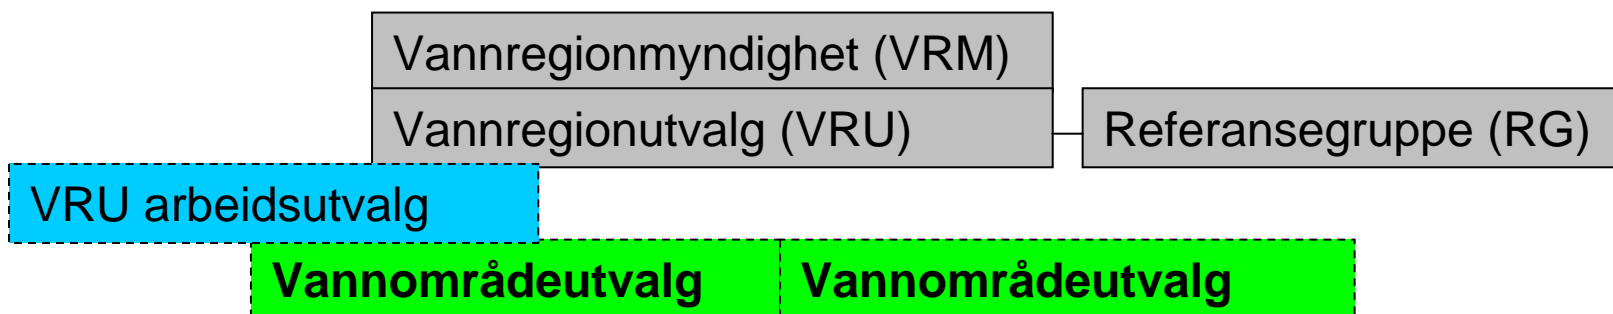 Vannregionmyndighet (VRM)
Vannregionutvalg (VRU)
Referansegruppe (RG)
VRU arbeidsutvalg
Vannområdeutvalg
Vannområdeutvalg